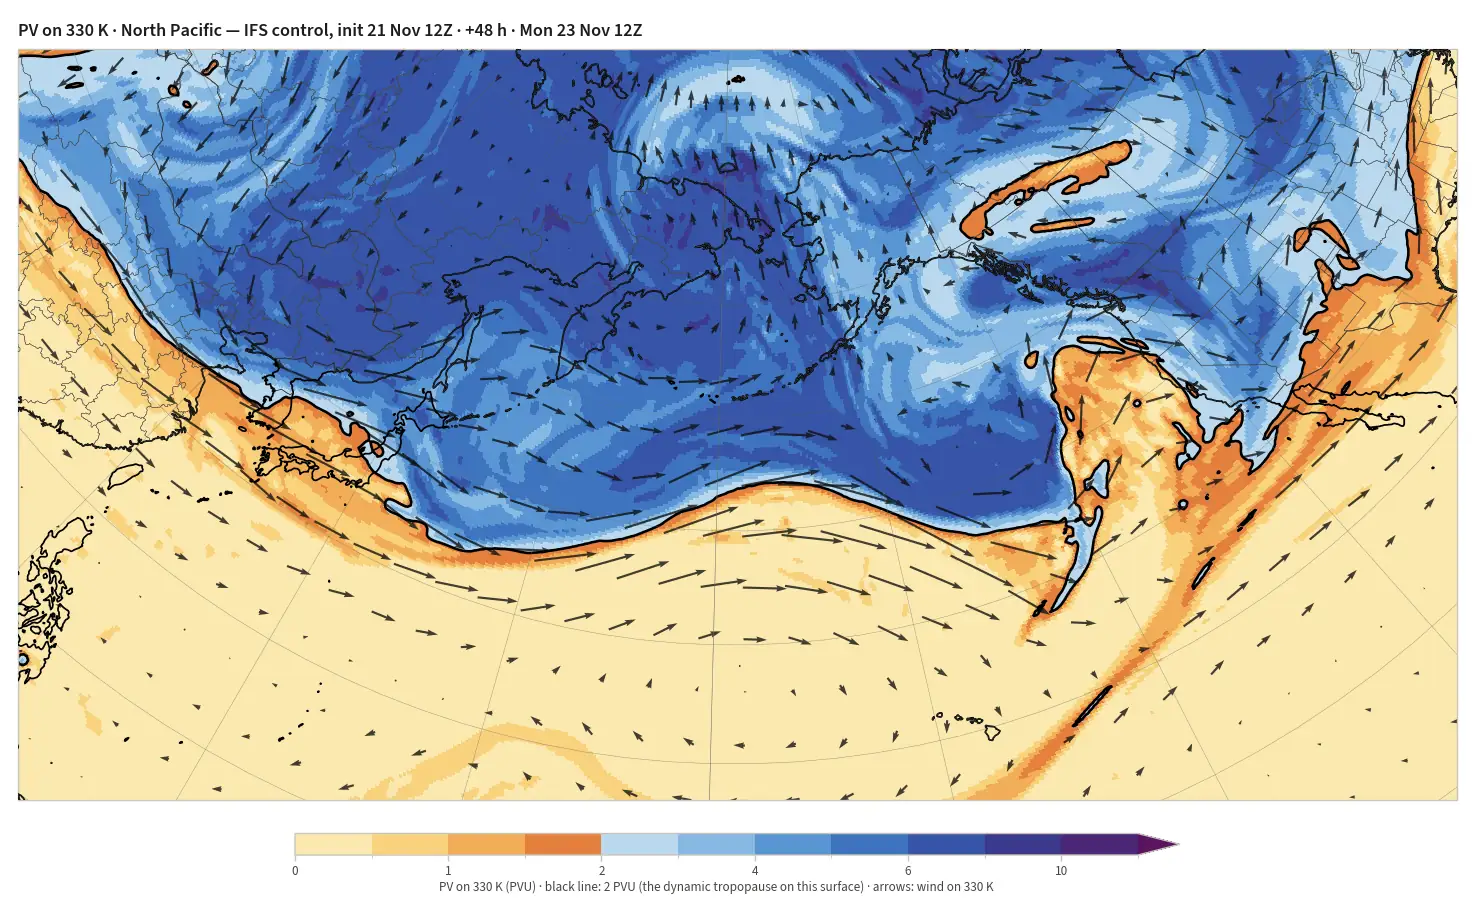 PV on 330 K · North Pacific — IFS control, init 21 Nov 12Z · +48 h · Mon 23 Nov 12Z
0 1 2 4 6 10
PV on 330 K (PVU) · black line: 2 PVU (the dynamic tropopause on this surface) · arrows: wind on 330 K